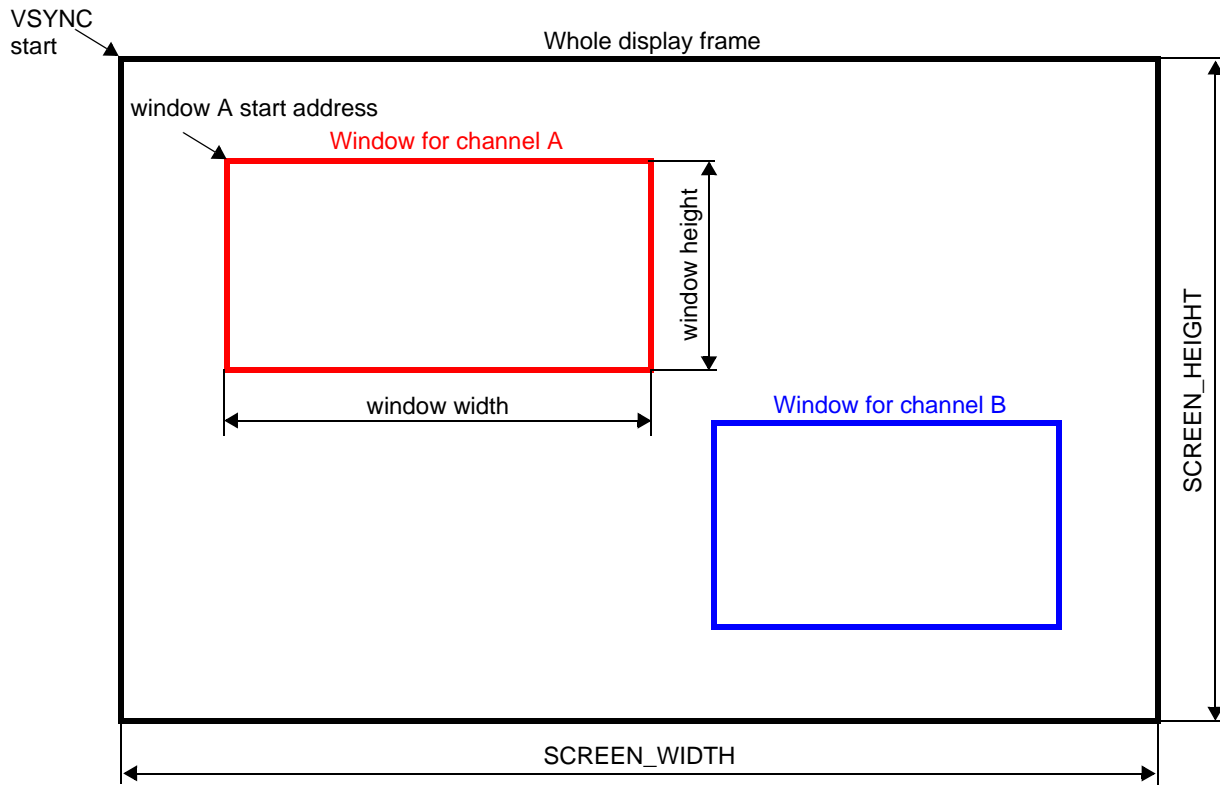 VSYNC
start
Whole display frame
window A start address
Window for channel A
window height
window width
Window for channel B
SCREEN_HEIGHT
SCREEN_WIDTH